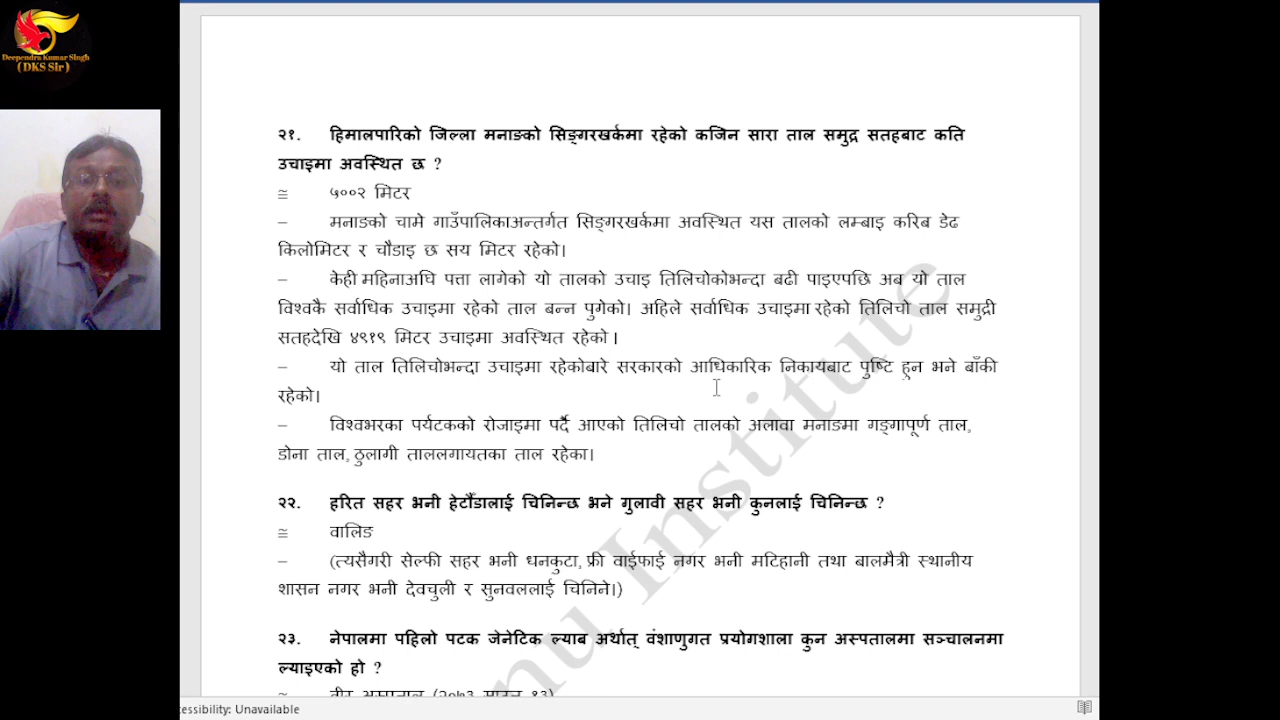 Deependra Kumar Singh
(DKS Sir)
२१. हिमालपारिको जिल्ला मनाङको सिङ्गरखर्कमा रहेको कजिन सारा ताल समुद्र सतहबाट कति
उचाइमा अवस्थित छ ?
≅ ५००२ मिटर
– मनाङको चामे गाउँपालिकाअन्तर्गत सिङ्गरखर्कमा अवस्थित यस तालको लम्बाइ करिब डेढ
किलोमिटर र चौडाइ छ सय मिटर रहेको।
– केही महिनाअघि पत्ता लागेको यो तालको उचाइ तिलिचोकोभन्दा बढी पाइएपछि अब यो ताल
विश्वकै सर्वाधिक उचाइमा रहेको ताल बन्न पुगेको। अहिले सर्वाधिक उचाइमा रहेको तिलिचो ताल समुद्री
सतहदेखि ४९१९ मिटर उचाइमा अवस्थित रहेको ।
– यो ताल तिलिचोभन्दा उचाइमा रहेकोबारे सरकारको आधिकारिक निकायबाट पुष्टि हुन भने बाँकी
रहेको।
– विश्वभरका पर्यटकको रोजाइमा पर्दै आएको तिलिचो तालको अलावा मनाङमा गङ्गापूर्ण ताल,
डोना ताल, ठुलागीताललगायतका ताल रहेका।
२२. हरित सहर भनी हेटौँडालाई चिनिन्छ भने गुलावी सहर भनी कुनलाई चिनिन्छ ?
≅ वालिङ
– (त्यसैगरी सेल्फी सहर भनी धनकुटा, फ्री वाईफाई नगर भनी मटिहानी तथा बालमैत्री स्थानीय
शासन नगर भनी देवचुली र सुनवललाई चिनिने।)
२३. नेपालमा पहिलो पटक जेनेटिक ल्याब अर्थात् वंशाणुगत प्रयोगशाला कुन अस्पतालमा सञ्चालनमा
ल्याइएको हो ?
nu Institute
cessibility: Unavailable